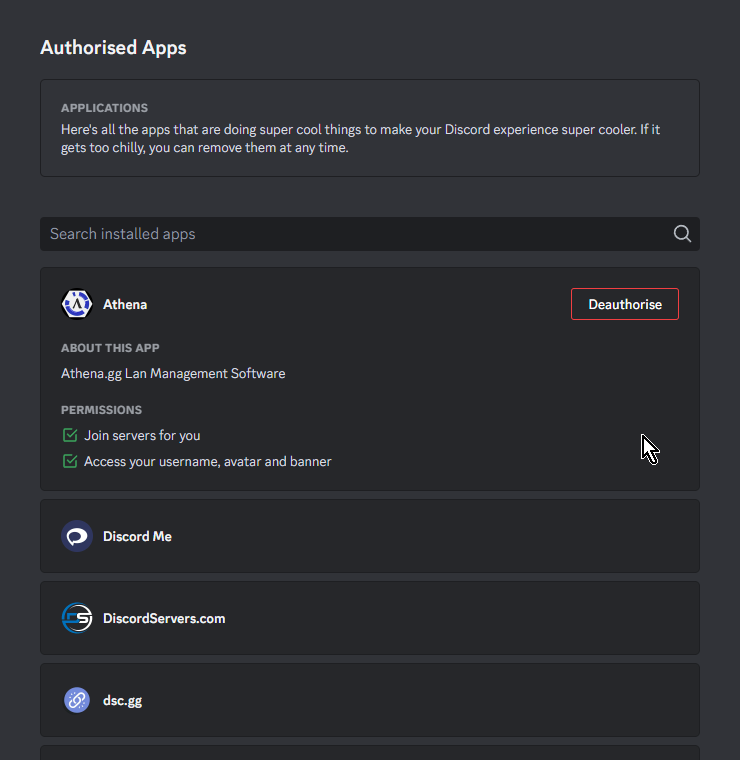 Authorised Apps
APPLICATIONS
Here's all the apps that are doing super cool things to make your Discord experience super cooler. If it
gets too chilly, you can remove them at any time.
Search installed apps
Athena
Deauthorise
ABOUT THIS APP
Athena.gg Lan Management Software
PERMISSIONS
Join servers for you
Access your username, avatar and banner
Discord Me
DiscordServers.com
dsc.gg